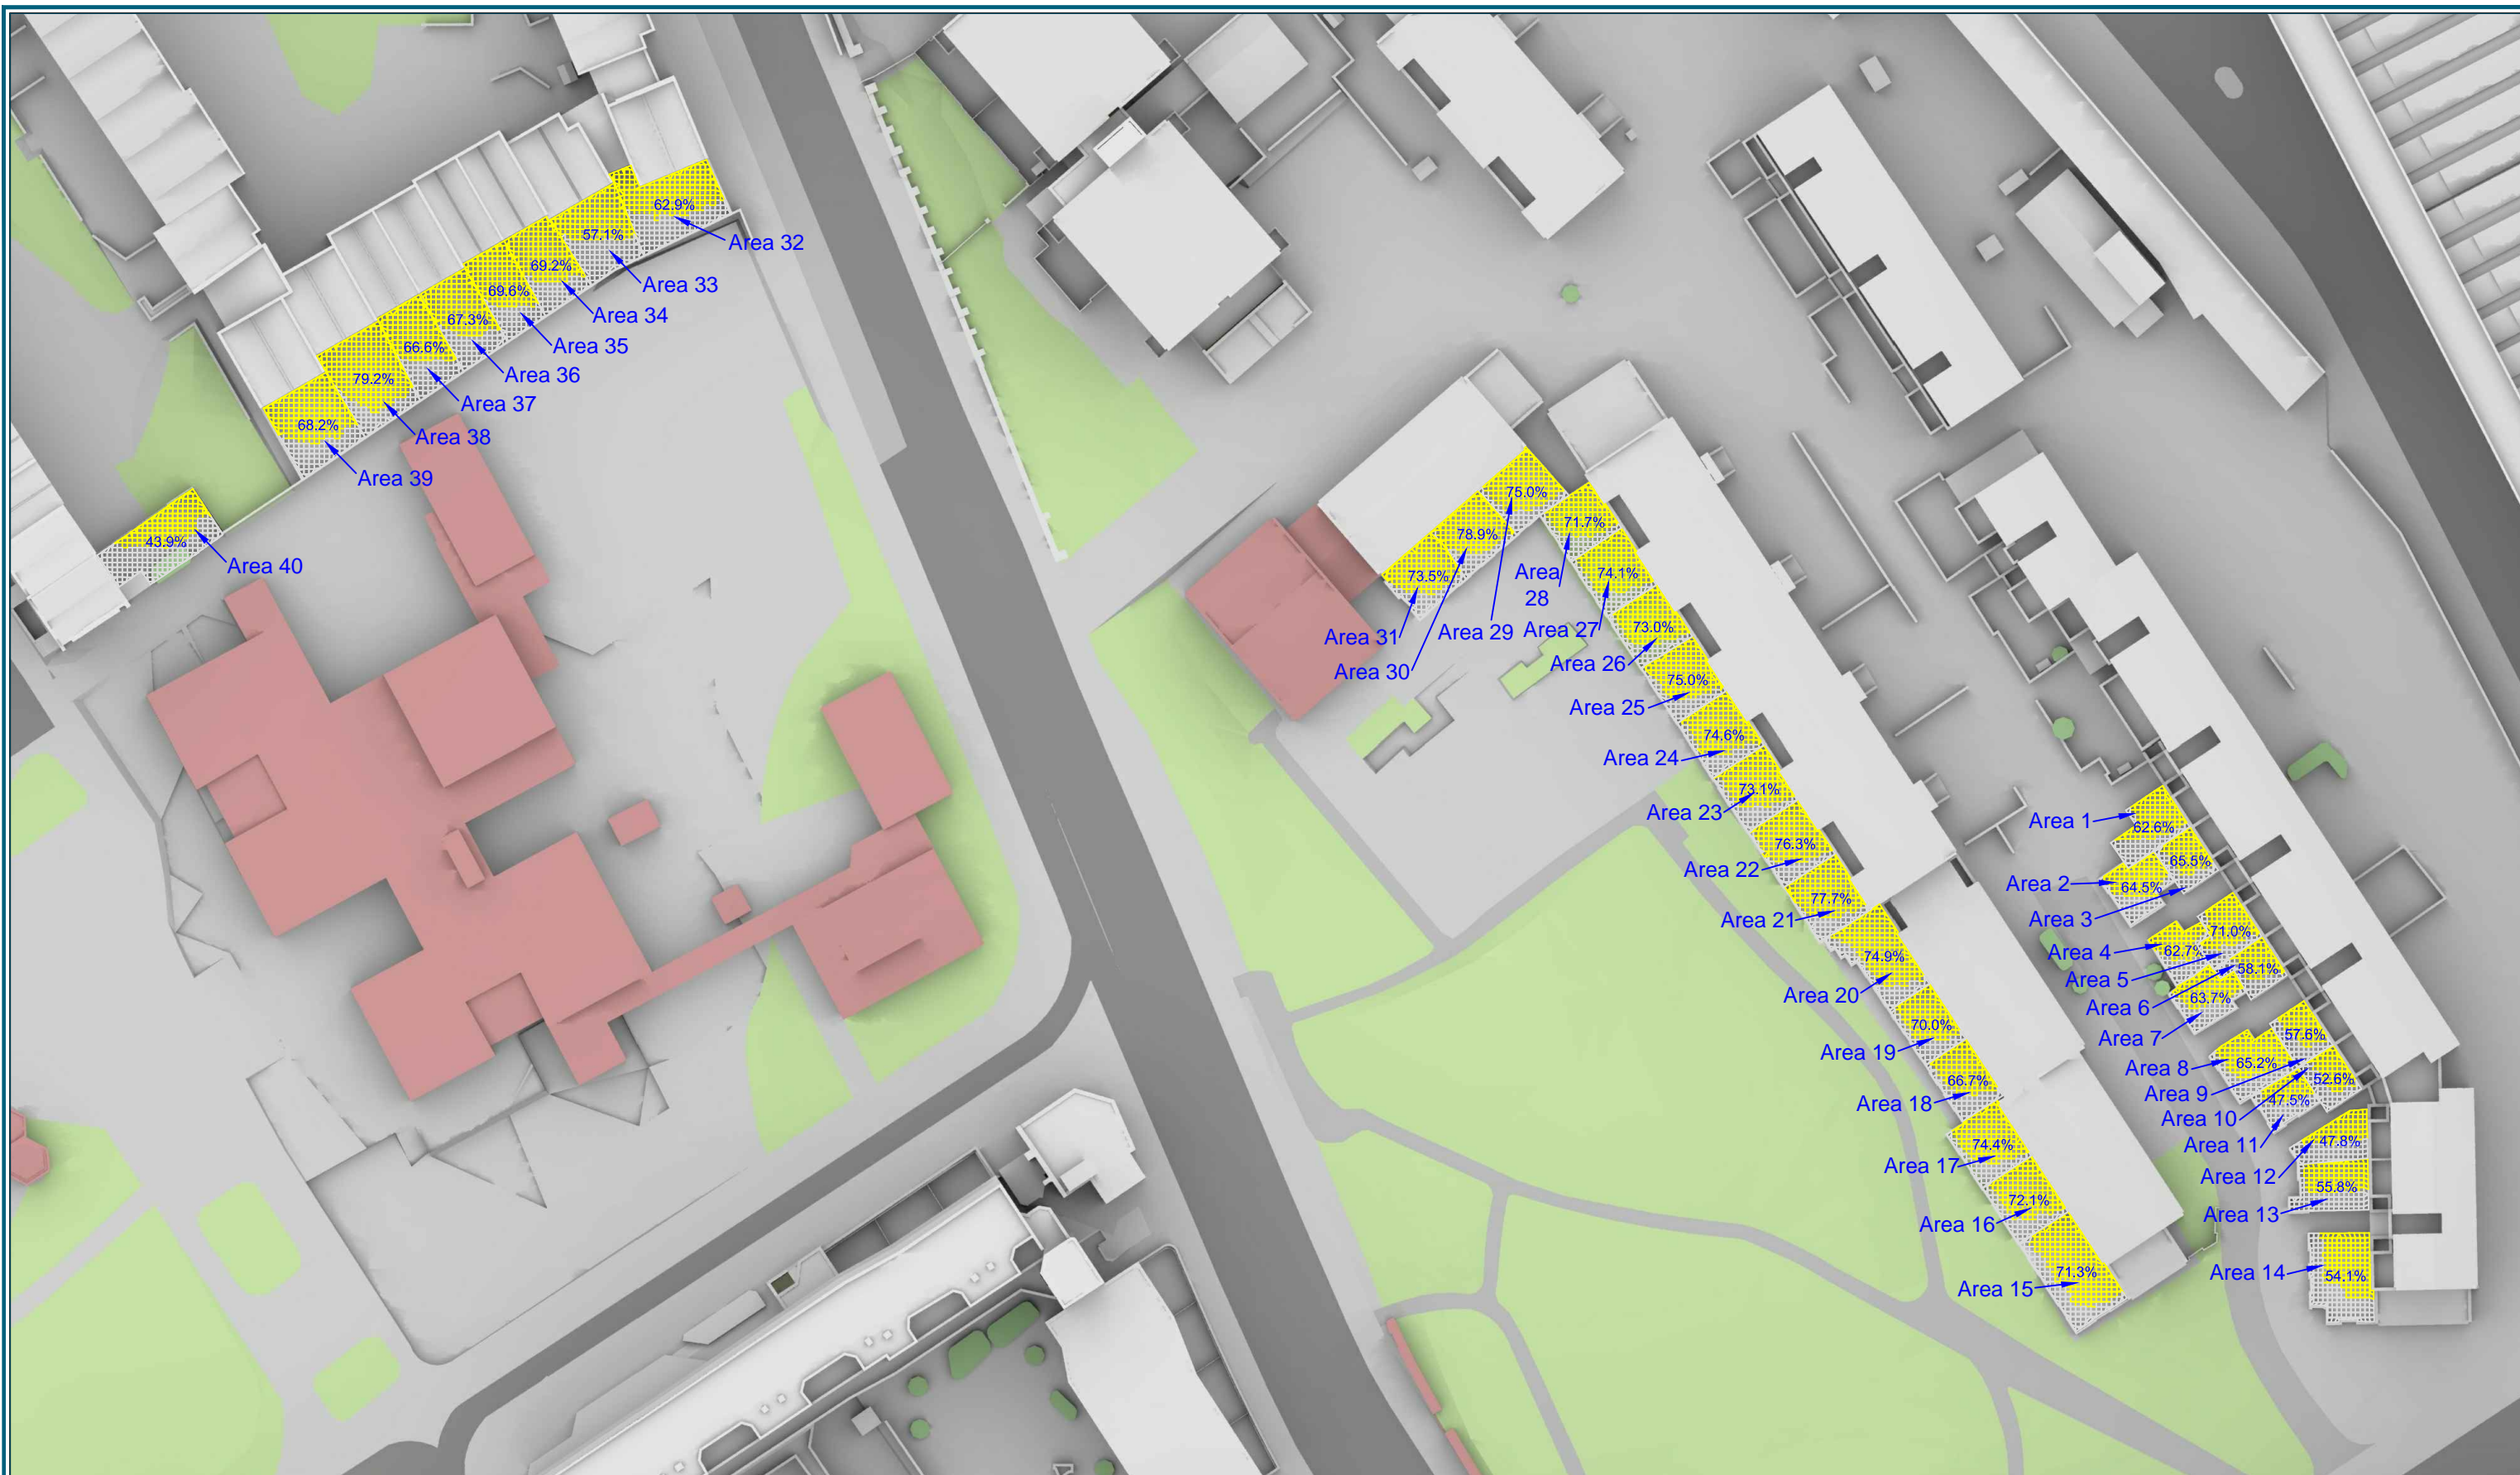 62.9%
Area 32
57.1%
Area 33
69.2%
Area 34
69.6%
Area 35
67.3%
Area 36
66.6%
Area 37
79.2%
Area 38
68.2%
Area 39
43.9%
Area 40
75.0%
Area 29
78.9%
Area 30
73.5%
Area 31
71.7%
Area
28
74.1%
Area 27
73.0%
Area 26
75.0%
Area 25
74.6%
Area 24
73.1%
Area 23
76.3%
Area 22
77.7%
Area 21
74.9%
Area 20
70.0%
Area 19
66.7%
Area 18
74.4%
Area 17
72.1%
Area 16
71.3%
Area 15
Area 1
62.6%
65.5%
Area 2
64.5%
Area 3
71.0%
Area 4
62.7%
Area 5
58.1%
Area 6
63.7%
Area 7
57.6%
Area 8
65.2%
Area 9
52.6%
Area 10
47.5%
Area 11
47.8%
Area 12
55.8%
Area 13
Area 14
54.1%